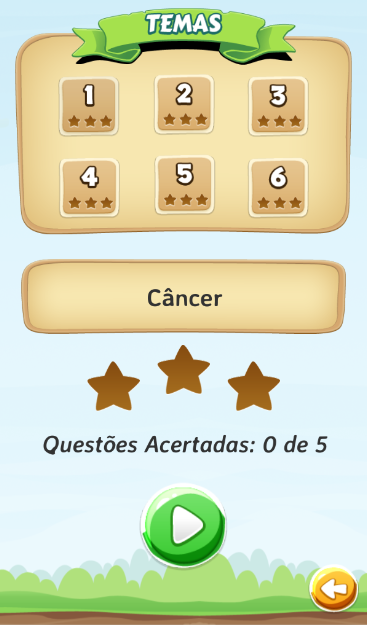 TEMAS
1 2 3
4 5 6
Câncer
Questões Acertadas: 0 de 5